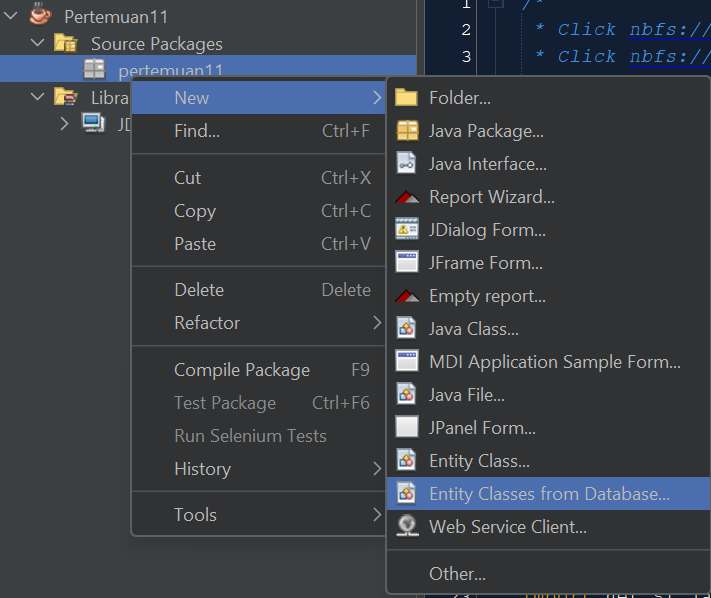 Pertemuan11
Source Packages
pertemuan11
Libra
New
Find... Ctrl+F
Cut Ctrl+X
Copy Ctrl+C
Paste Ctrl+V
Delete Delete
Refactor
Compile Package F9
Test Package Ctrl+F6
Run Selenium Tests
History
Tools
Folder...
Java Package...
Java Interface...
Report Wizard...
JDialog Form...
JFrame Form...
Empty report...
Java Class...
MDI Application Sample Form...
Java File...
JPanel Form...
Entity Class...
Entity Classes from Database...
Web Service Client...
Other...
1 /*
2 * Click nbfs://
3 * Click nbfs://